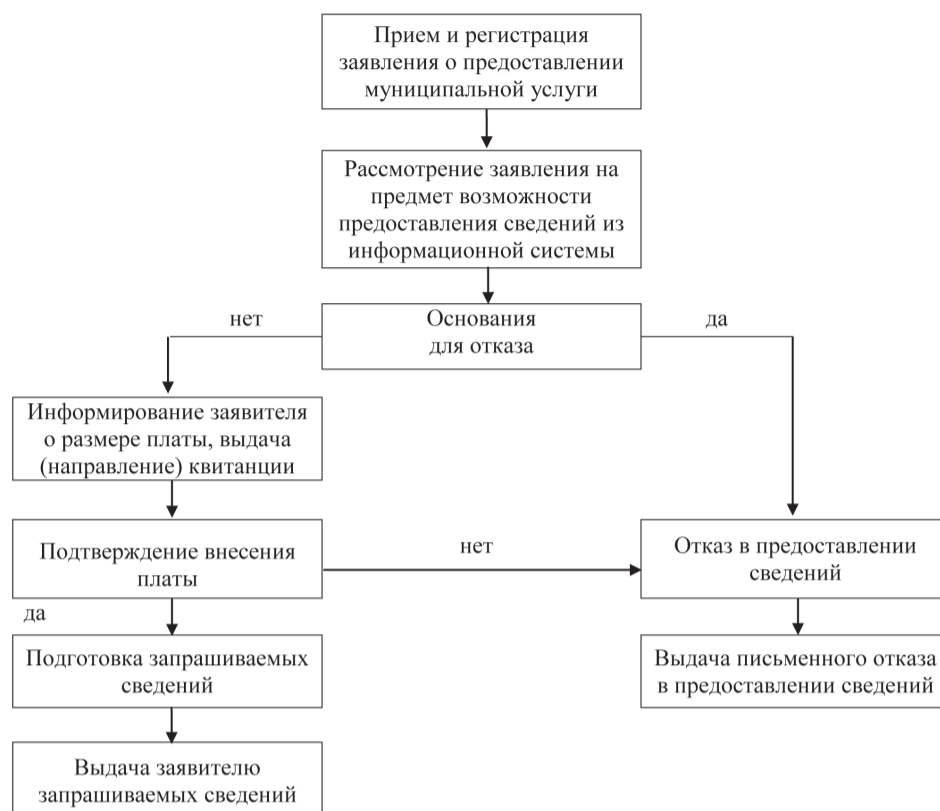 Прием и регистрация
заявления о предоставлении
муниципальной услуги
Рассмотрение заявления на
предмет возможности
предоставления сведений из
информационной системы
нет
Основания
для отказа
да
Информирование заявителя
о размере платы, выдача
(направление) квитанции
Подтверждение внесения
платы
нет
Отказ в предоставлении
сведений
да
Подготовка запрашиваемых
сведений
Выдача письменного отказа
в предоставлении сведений
Выдача заявителю
запрашиваемых сведений